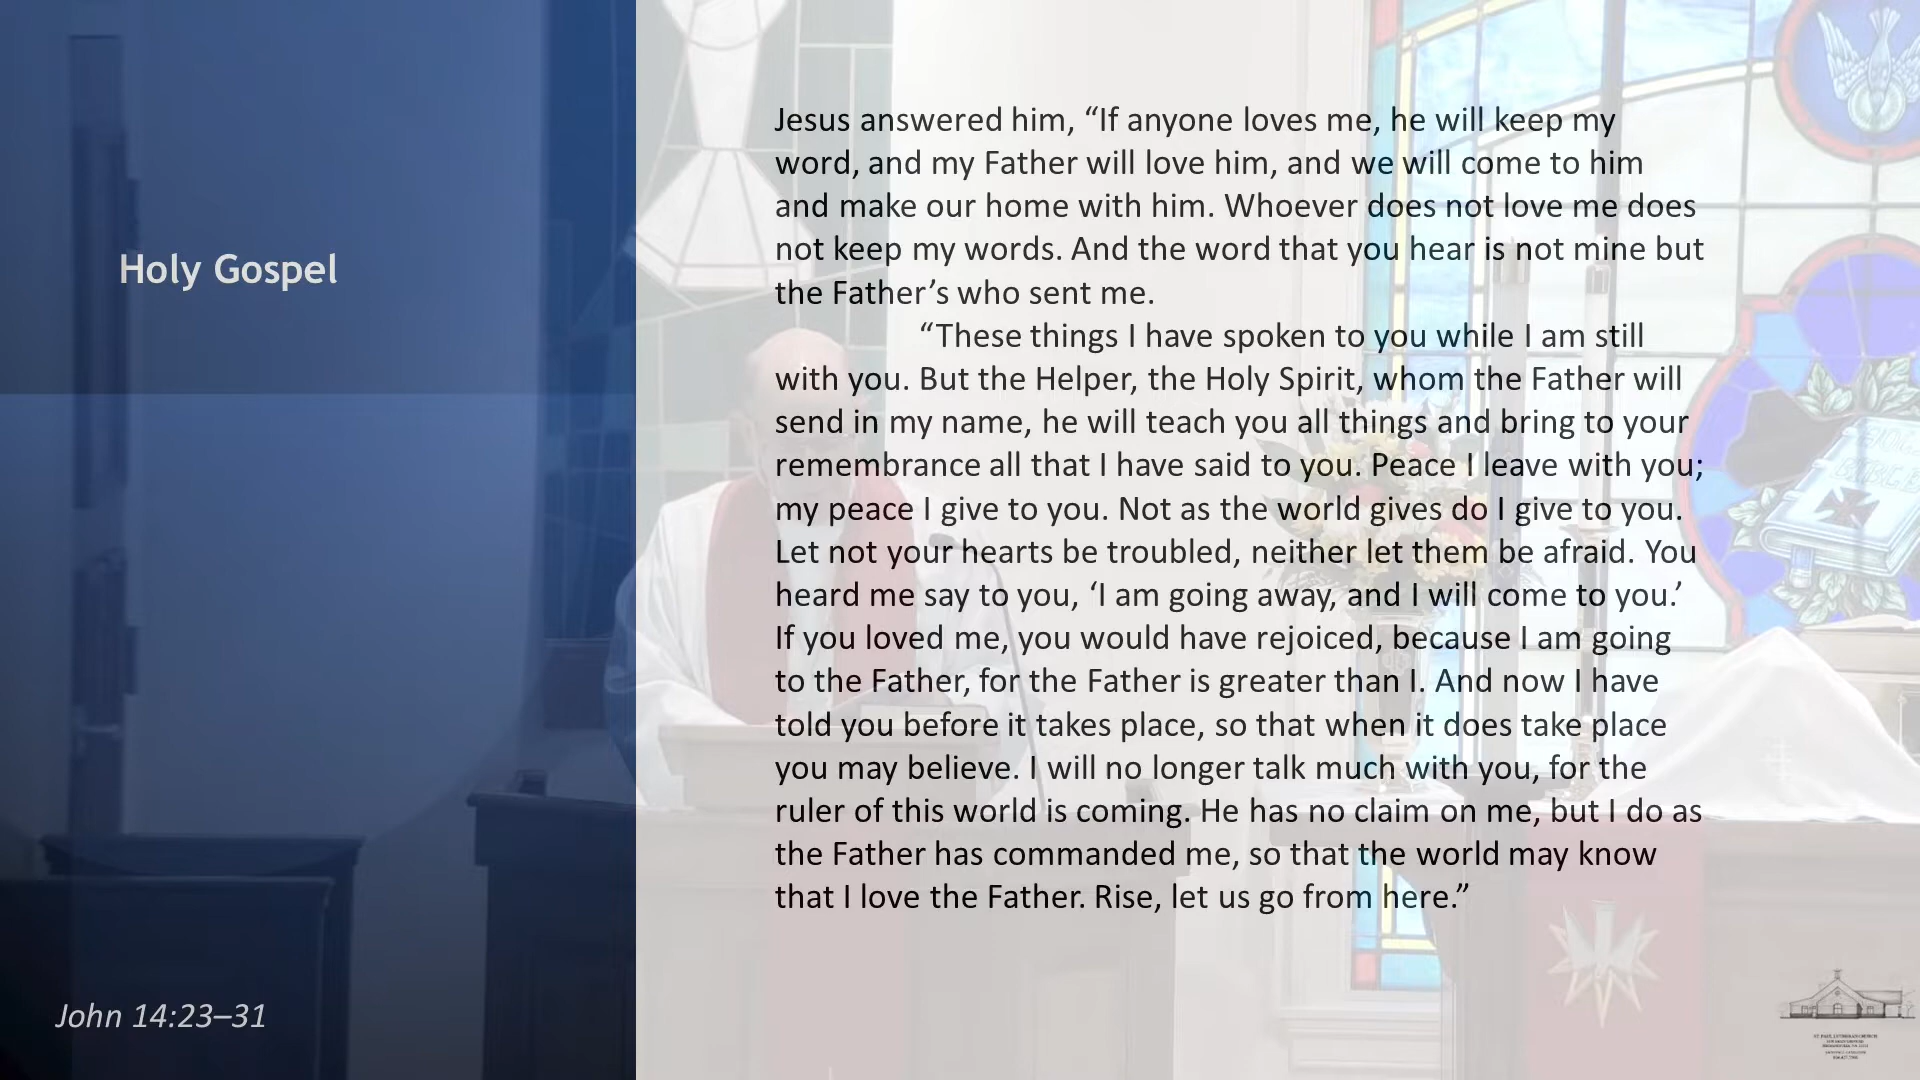 Holy Gospel
John 14:23–31
Jesus answered him, “If anyone loves me, he will keep my
word, and my Father will love him, and we will come to him
and make our home with him. Whoever does not love me does
not keep my words. And the word that you hear is not mine but
the Father’s who sent me.
“These things I have spoken to you while I am still
with you. But the Helper, the Holy Spirit, whom the Father will
send in my name, he will teach you all things and bring to your
remembrance all that I have said to you. Peace I leave with you;
my peace I give to you. Not as the world gives do I give to you.
Let not your hearts be troubled, neither let them be afraid. You
heard me say to you, ‘I am going away, and I will come to you.’
If you loved me, you would have rejoiced, because I am going
to the Father, for the Father is greater than I. And now I have
told you before it takes place, so that when it does take place
you may believe. I will no longer talk much with you, for the
ruler of this world is coming. He has no claim on me, but I do as
the Father has commanded me, so that the world may know
that I love the Father. Rise, let us go from here.”
HOLY
BIBLE
ST. PAUL LUTHERAN CHURCH